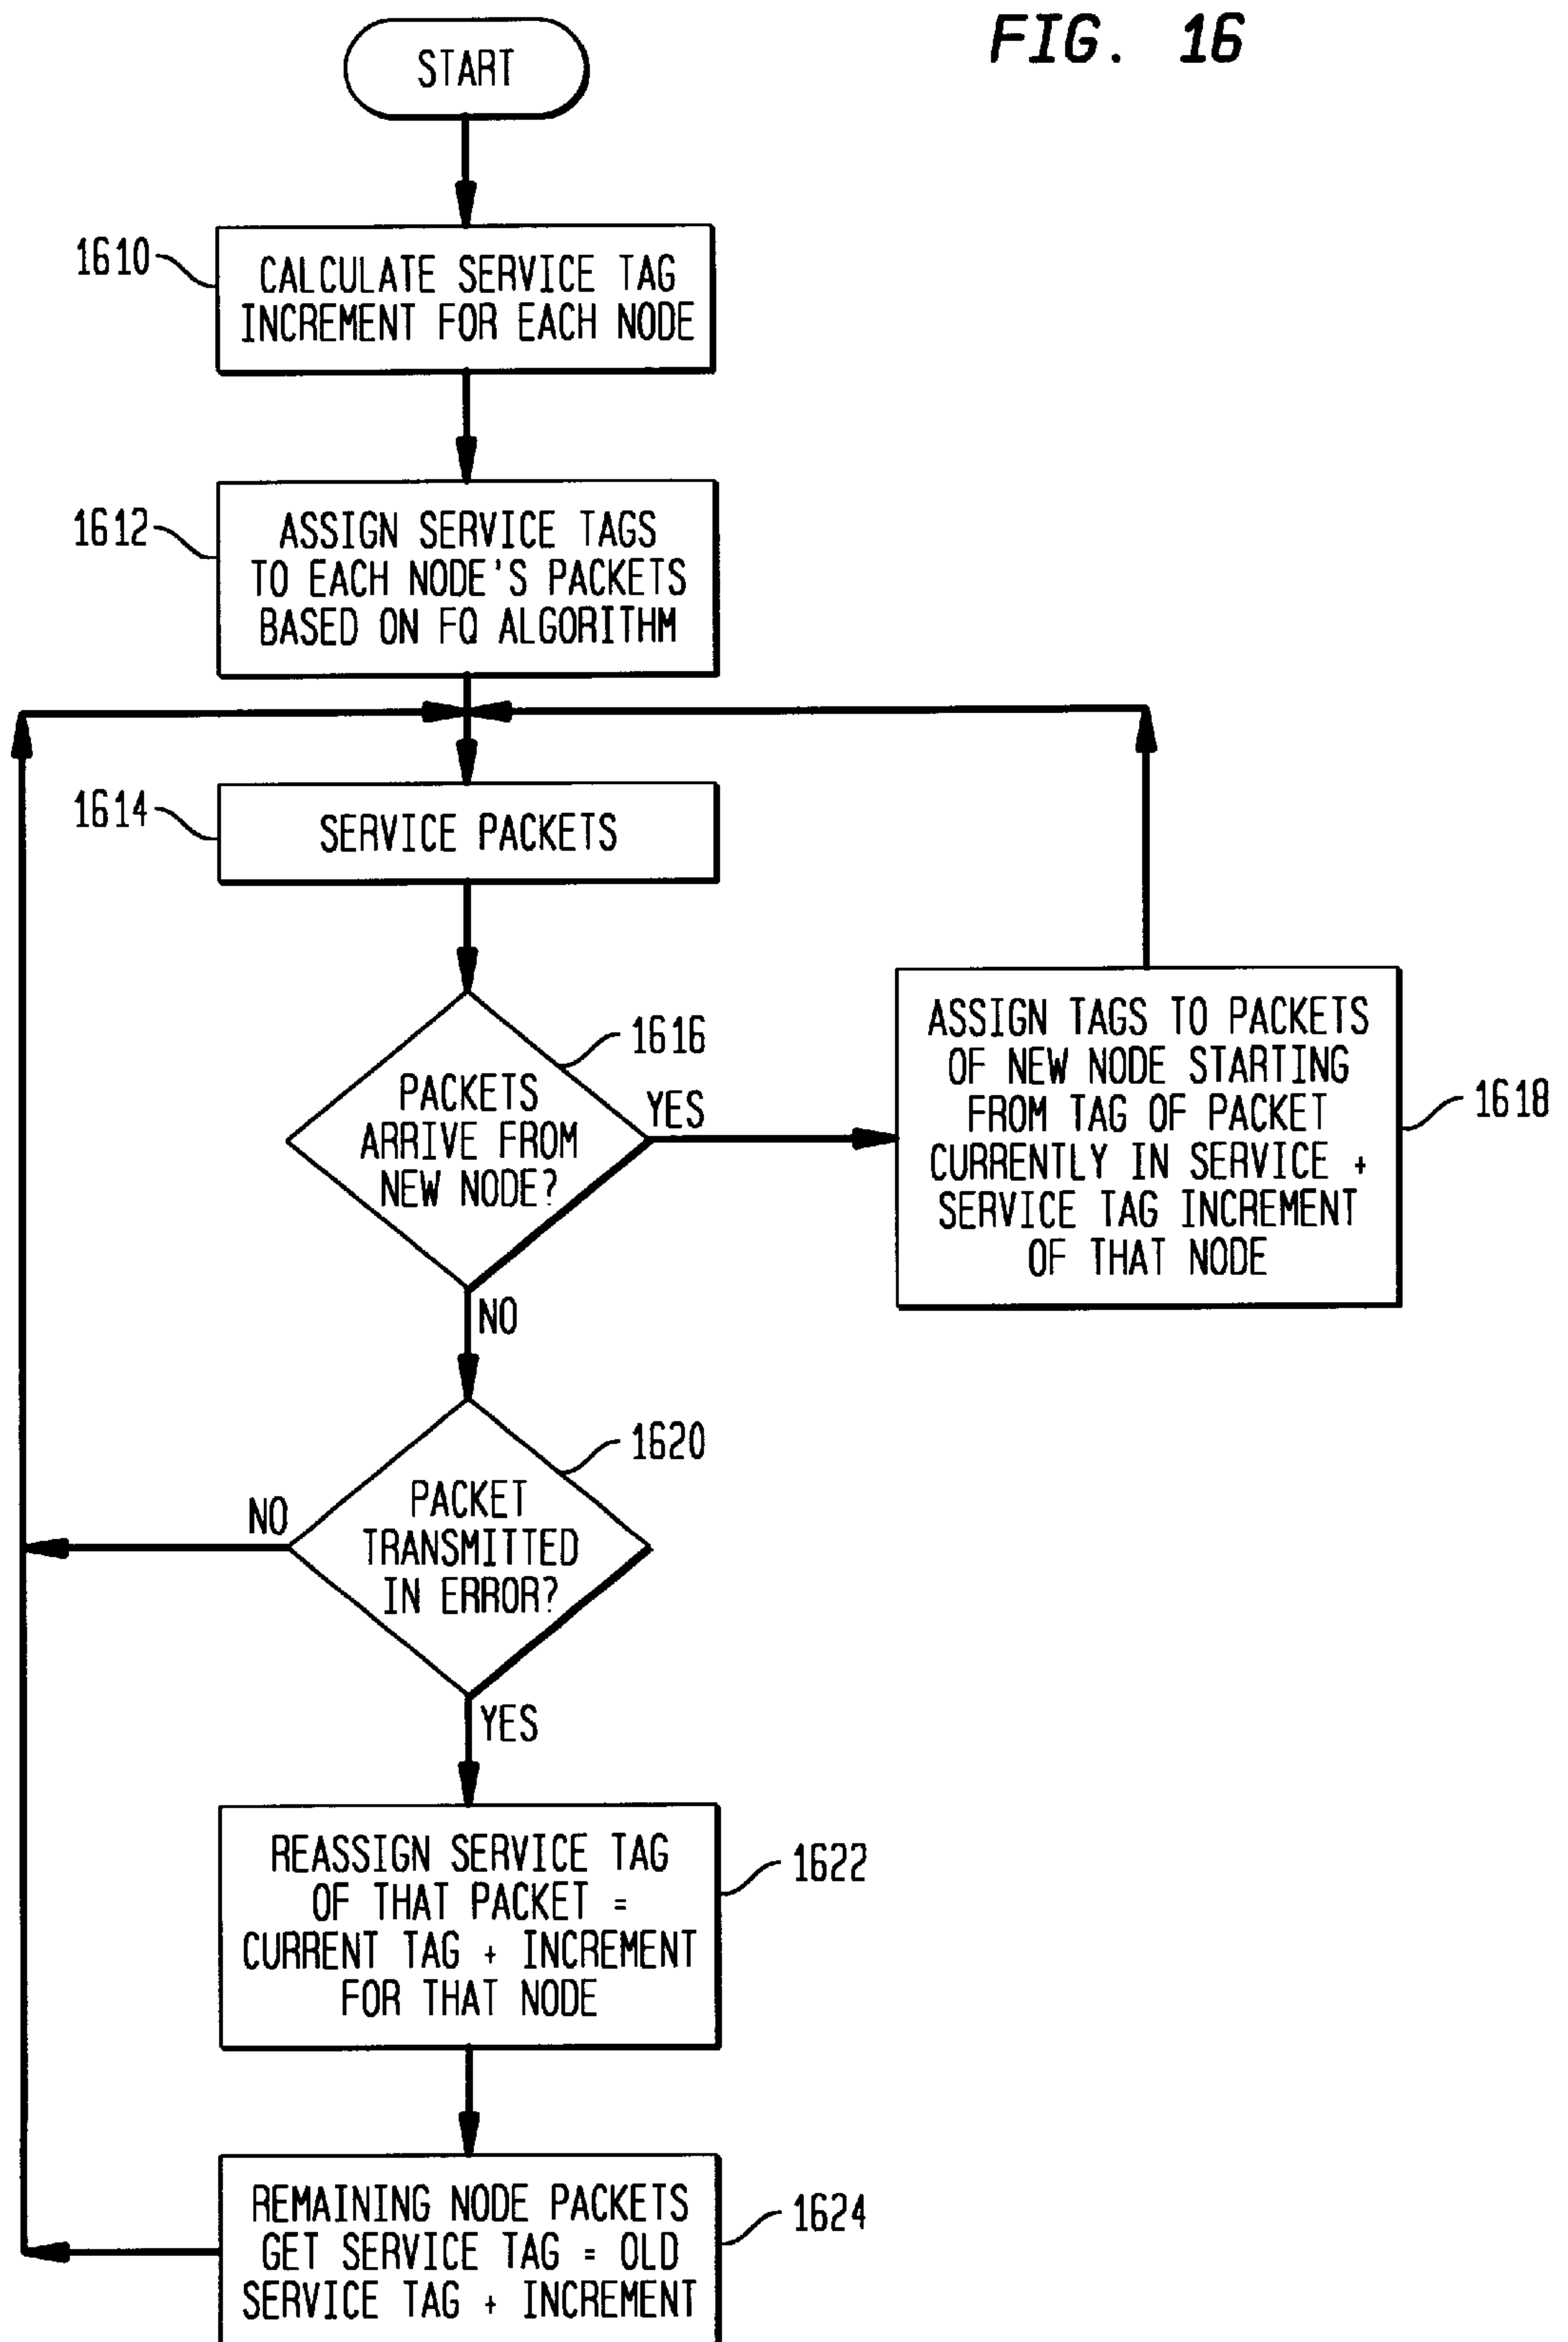 FIG. 16
START
1610
CALCULATE SERVICE TAG
INCREMENT FOR EACH NODE
1612
ASSIGN SERVICE TAGS
TO EACH NODE'S PACKETS
BASED ON FQ ALGORITHM
1614
SERVICE PACKETS
1616
PACKETS
ARRIVE FROM
NEW NODE?
YES
NO
ASSIGN TAGS TO PACKETS
OF NEW NODE STARTING
FROM TAG OF PACKET
CURRENTLY IN SERVICE +
SERVICE TAG INCREMENT
OF THAT NODE
1618
1620
PACKET
TRANSMITTED
IN ERROR?
NO
YES
REASSIGN SERVICE TAG
OF THAT PACKET =
CURRENT TAG + INCREMENT
FOR THAT NODE
1622
REMAINING NODE PACKETS
GET SERVICE TAG = OLD
SERVICE TAG + INCREMENT
1624